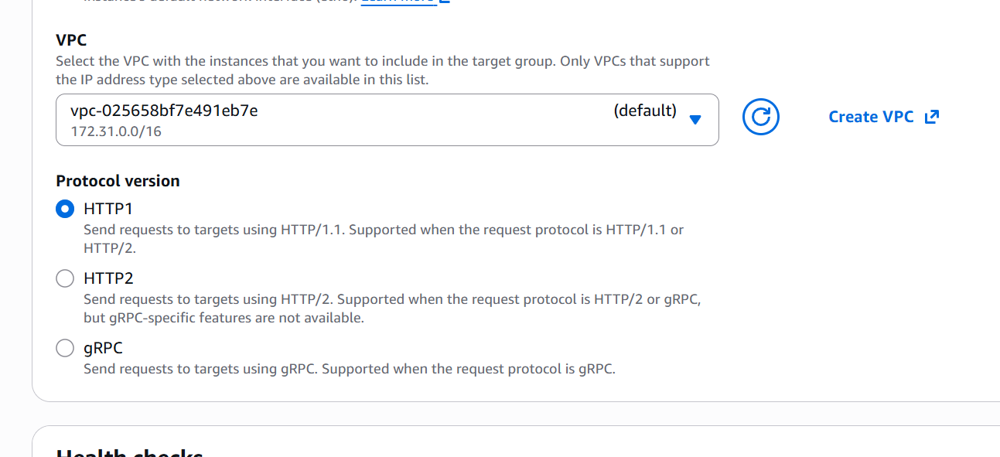 VPC
Select the VPC with the instances that you want to include in the target group. Only VPCs that support
the IP address type selected above are available in this list.
vpc-025658bf7e491eb7e (default)
172.31.0.0/16
Create VPC
Protocol version
HTTP1
Send requests to targets using HTTP/1.1. Supported when the request protocol is HTTP/1.1 or
HTTP/2.
HTTP2
Send requests to targets using HTTP/2. Supported when the request protocol is HTTP/2 or gRPC,
but gRPC-specific features are not available.
gRPC
Send requests to targets using gRPC. Supported when the request protocol is gRPC.
Health checks